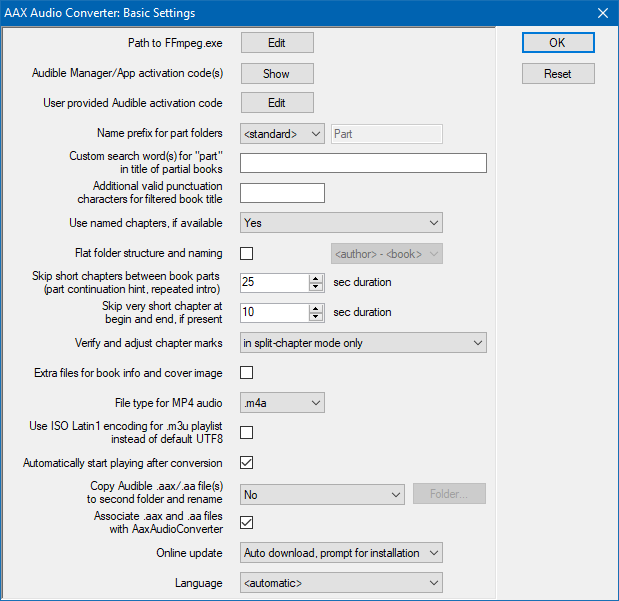 AAX Audio Converter: Basic Settings
Path to FFmpeg.exe
Edit
OK
Audible Manager/App activation code(s)
Show
Reset
User provided Audible activation code
Edit
Name prefix for part folders
<standard>
Part
Custom search word(s) for "part"
in title of partial books
Additional valid punctuation
characters for filtered book title
Use named chapters, if available
Yes
Flat folder structure and naming
<author> - <book>
Skip short chapters between book parts
(part continuation hint, repeated intro)
25
sec duration
Skip very short chapter at
begin and end, if present
10
sec duration
Verify and adjust chapter marks
in split-chapter mode only
Extra files for book info and cover image
File type for MP4 audio
.m4a
Use ISO Latin1 encoding for .m3u playlist
instead of default UTF8
Automatically start playing after conversion
Copy Audible .aax/.aa file(s)
to second folder and rename
No
Folder...
Associate .aax and .aa files
with AaxAudioConverter
Online update
Auto download, prompt for installation
Language
<automatic>